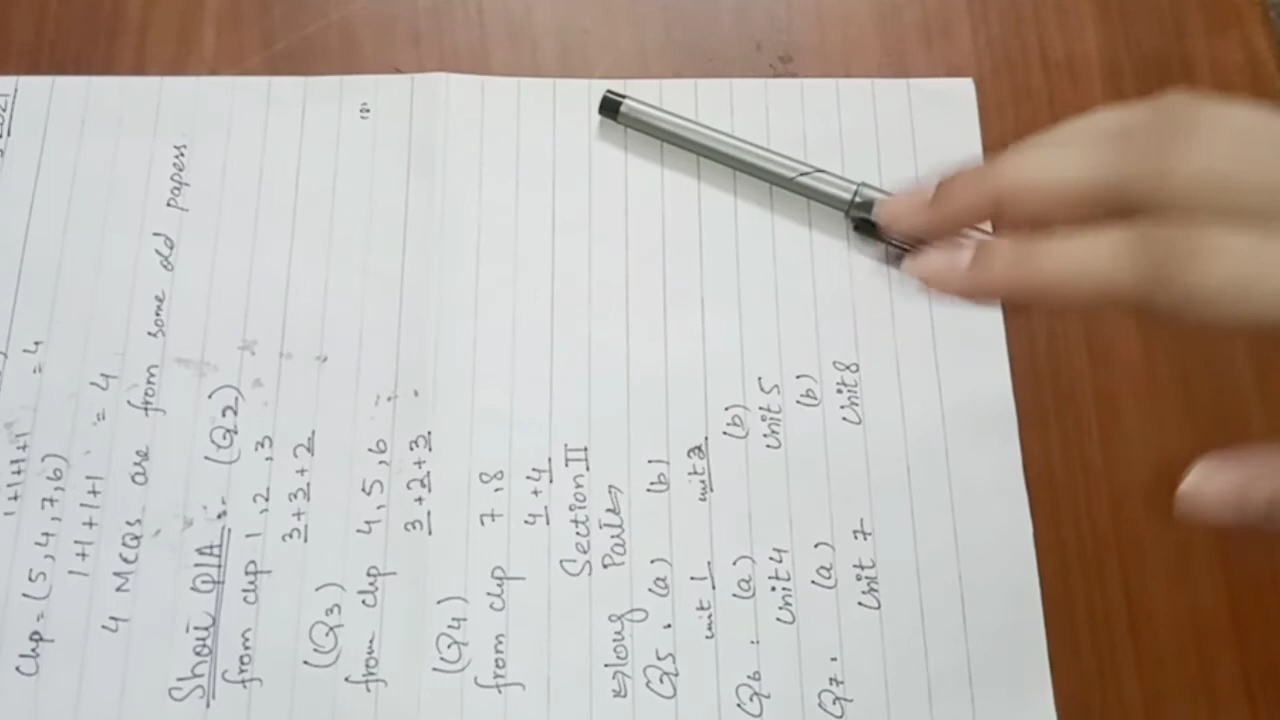 2021
1+1+1+1 = 4
Chp = (5, 4, 7, 6)
1+1+1+1 = 4
4 MCQs are from some old papers
Short Q/A :- (Q2)
from chp 1, 2, 3
3+3+2
(Q3)
from chp 4, 5, 6
3+2+3
(Q4)
from chp 7, 8
4+4
Section II
Long Parts
Q5. (a) (b)
unit 1 unit 2
Q6: (a) (b)
Unit 4 Unit 5
Q7. (a) (b)
Unit 7 Unit 8